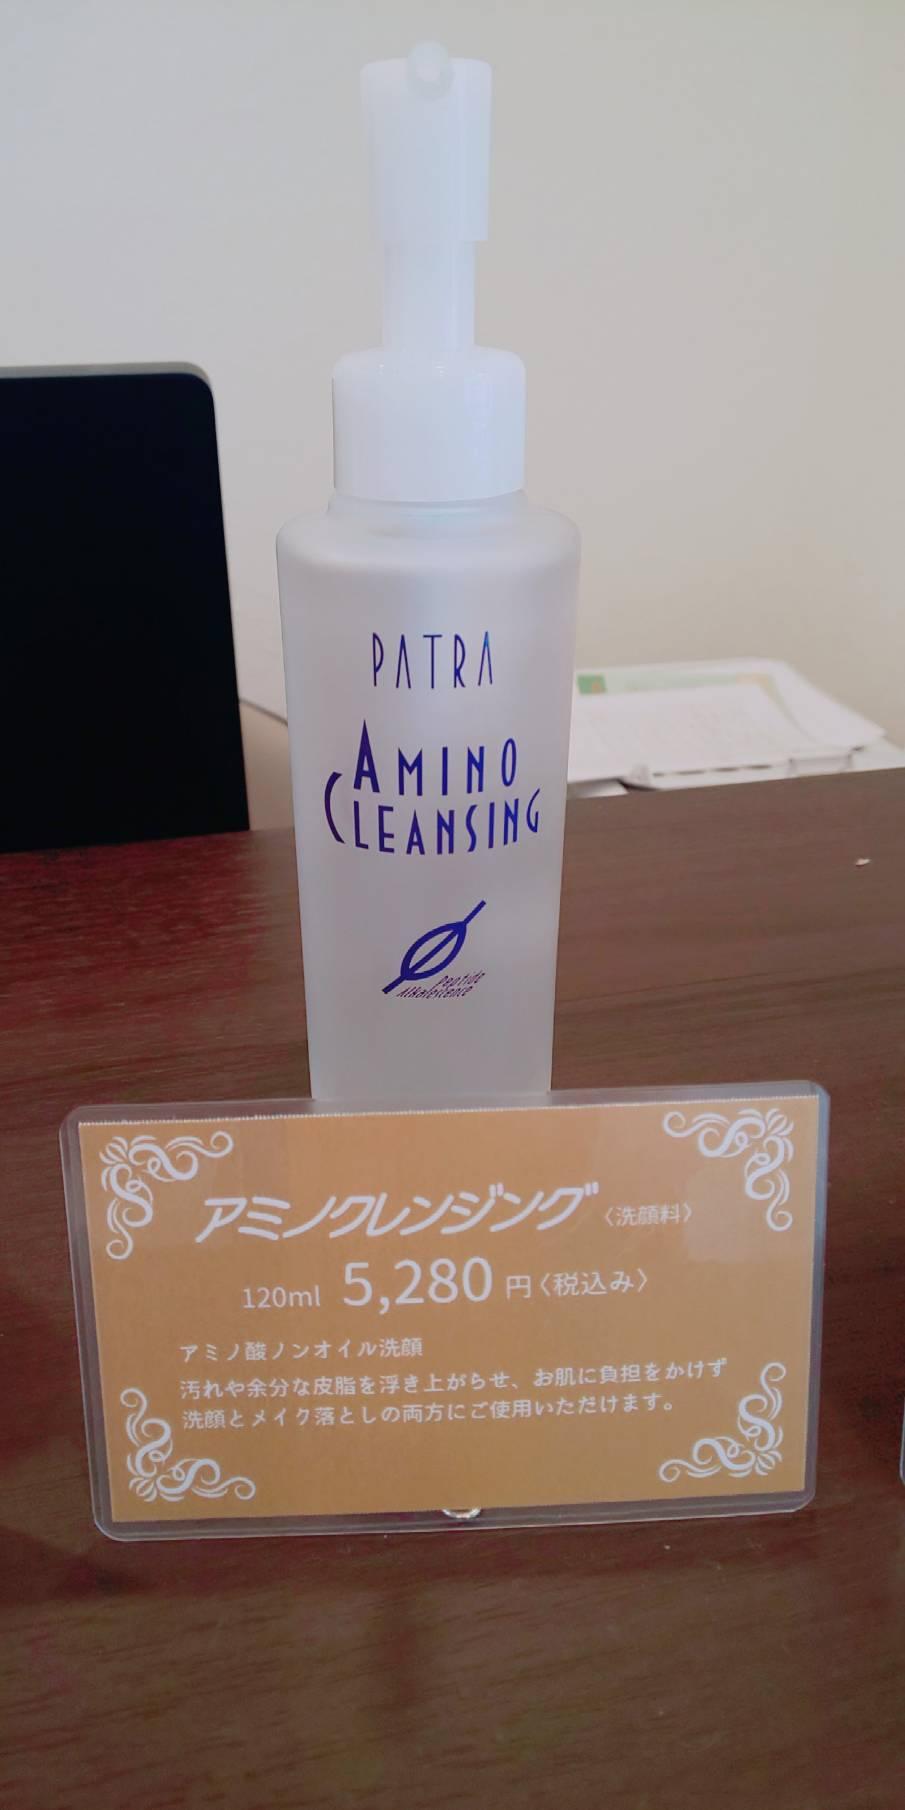 PATRA
AMINO
CLEANSING
Peptide
Alkalescence
アミノクレンジング〈洗顔料〉
120ml 5,280円〈税込み〉
アミノ酸ノンオイル洗顔
汚れや余分な皮脂を浮き上がらせ、お肌に負担をかけず
洗顔とメイク落としの両方にご使用いただけます。